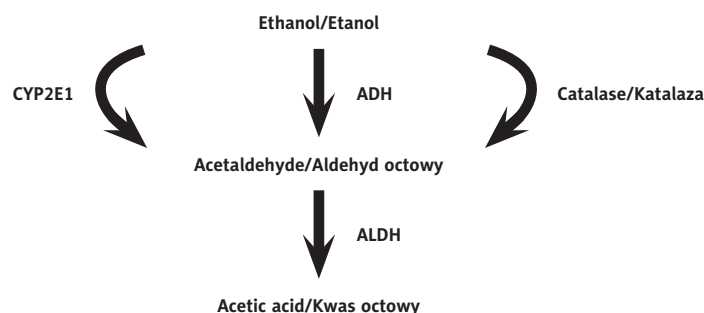 Ethanol/Etanol
CYP2E1
ADH
Catalase/Katalaza
Acetaldehyde/Aldehyd octowy
ALDH
Acetic acid/Kwas octowy